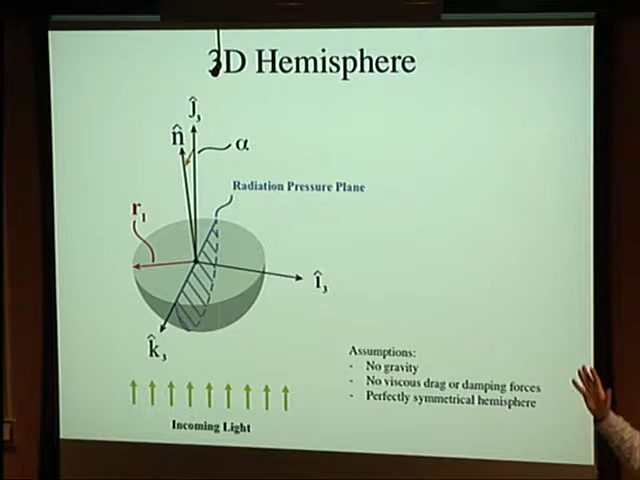 3D Hemisphere
ĵ₃
n̂
α
Radiation Pressure Plane
r₁
î₃
k̂₃
Assumptions:
- No gravity
- No viscous drag or damping forces
- Perfectly symmetrical hemisphere
Incoming Light